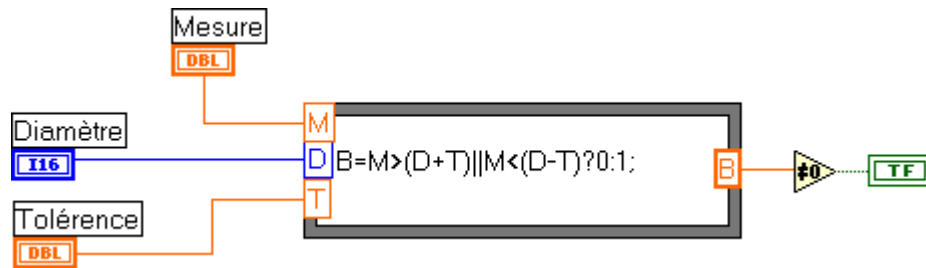 Mesure
DBL
Diamètre
I16
Tolérence
DBL
M
D
T
B=M>(D+T)||M<(D-T)?0:1;
B
≠0
TF